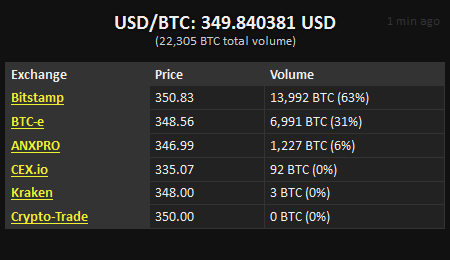 USD/BTC: 349.840381 USD
1 min ago
(22,305 BTC total volume)
Exchange Price Volume
Bitstamp 350.83 13,992 BTC (63%)
BTC-e 348.56 6,991 BTC (31%)
ANXPRO 346.99 1,227 BTC (6%)
CEX.io 335.07 92 BTC (0%)
Kraken 348.00 3 BTC (0%)
Crypto-Trade 350.00 0 BTC (0%)